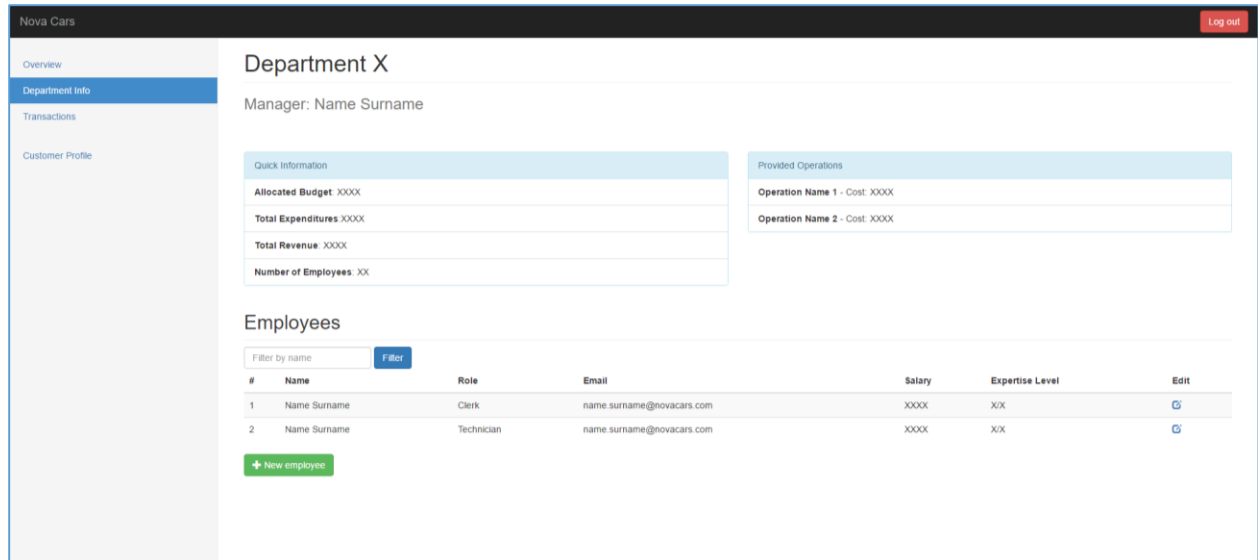 Nova Cars
Log out
Overview
Department Info
Transactions
Customer Profile
Department X
Manager: Name Surname
Quick Information
Allocated Budget: XXXX
Total Expenditures:XXXX
Total Revenue: XXXX
Number of Employees: XX
Provided Operations
Operation Name 1 - Cost: XXXX
Operation Name 2 - Cost: XXXX
Employees
Filter by name Filter
# Name Role Email Salary Expertise Level Edit
1 Name Surname Clerk name.surname@novacars.com XXXX X/X
2 Name Surname Technician name.surname@novacars.com XXXX X/X
New employee